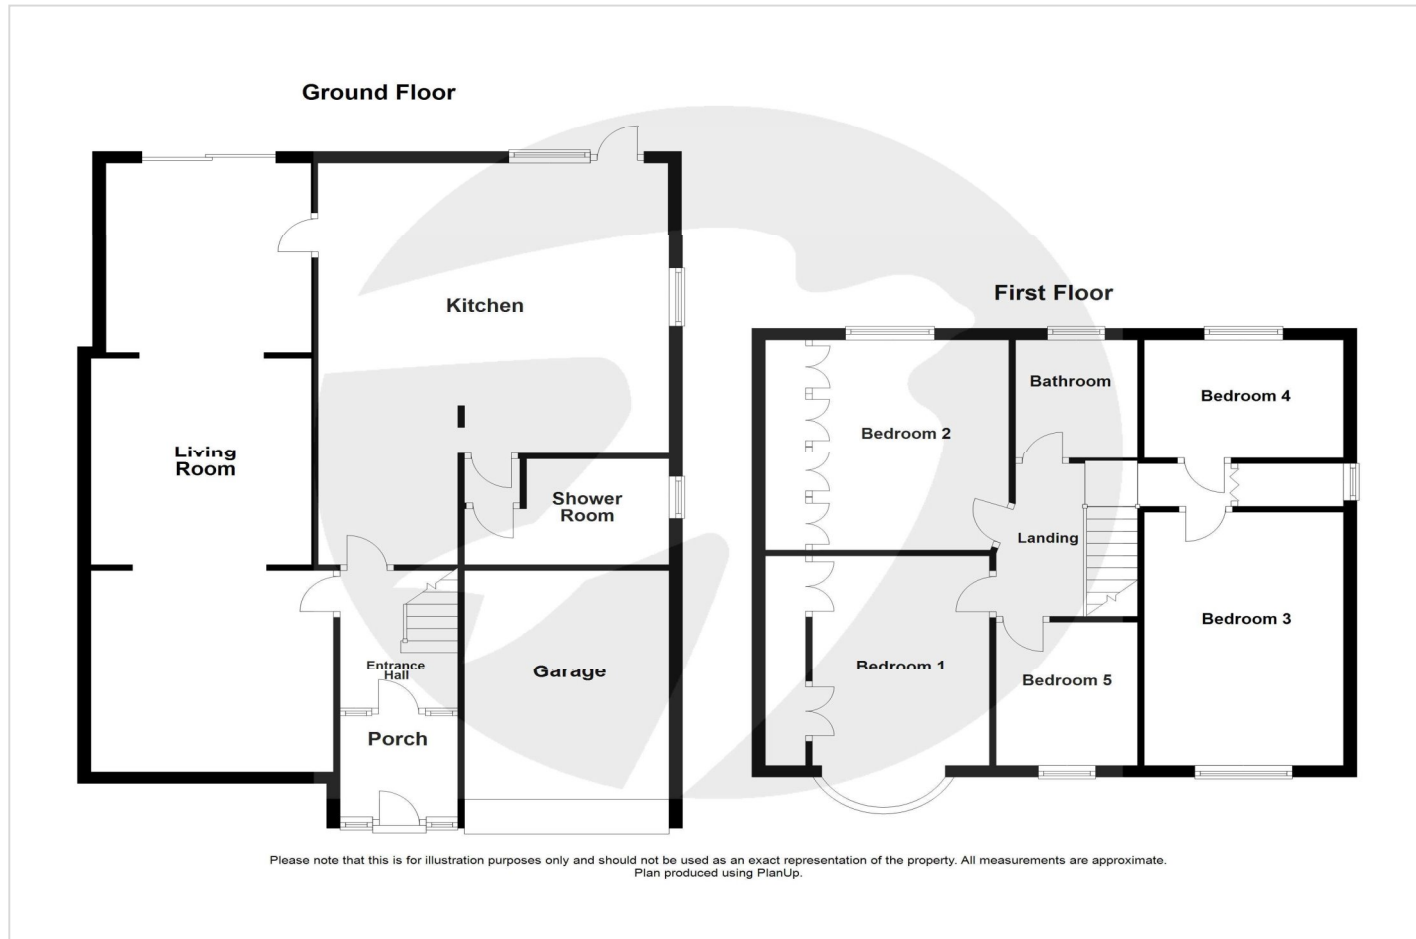 Ground Floor
Kitchen
Living
Room
Shower
Room
Entrance
Hall
Garage
Porch
First Floor
Bathroom
Bedroom 4
Bedroom 2
Landing
Bedroom 3
Bedroom 1
Bedroom 5
Please note that this is for illustration purposes only and should not be used as an exact representation of the property. All measurements are approximate.
Plan produced using PlanUp.